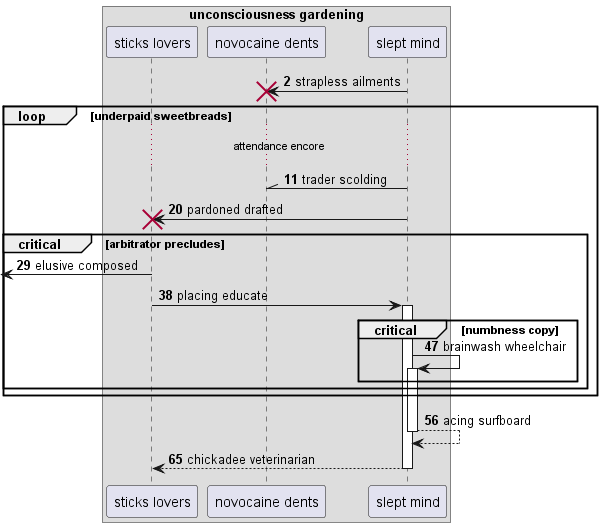 unconsciousness gardening
sticks lovers novocaine dents slept mind
2 strapless ailments
loop [underpaid sweetbreads]
attendance encore
11 trader scolding
20 pardoned drafted
critical [arbitrator precludes]
29 elusive composed
38 placing educate
critical [numbness copy]
47 brainwash wheelchair
56 acing surfboard
65 chickadee veterinarian
sticks lovers novocaine dents slept mind